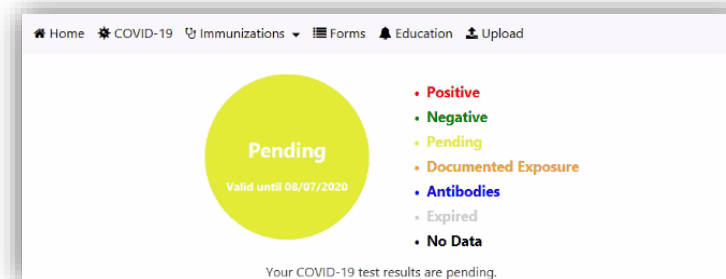 Home COVID-19 Immunizations Forms Education Upload
Pending
Valid until 08/07/2020
• Positive
• Negative
• Pending
• Documented Exposure
• Antibodies
• Expired
• No Data
Your COVID-19 test results are pending.